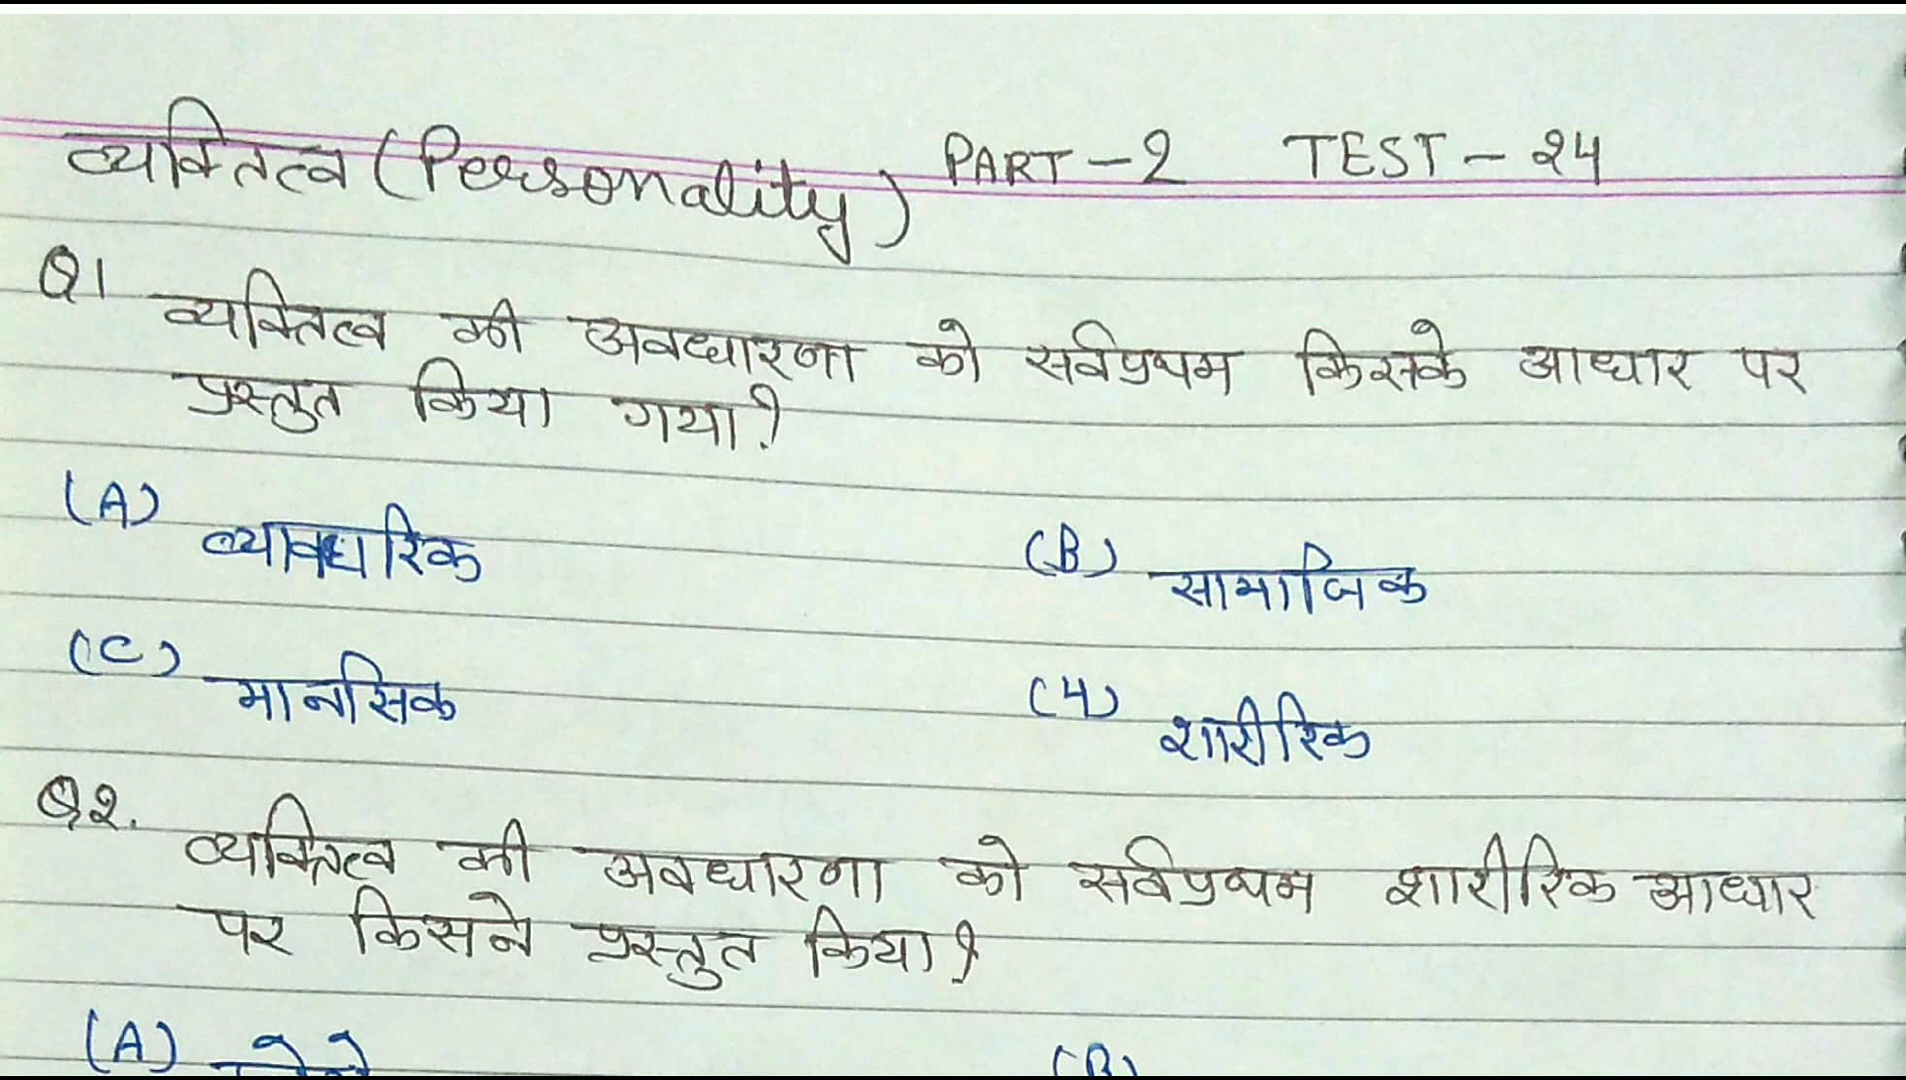 व्यक्तित्व (Personality) PART-2 TEST-24
Q1 व्यक्तित्व की अवधारणा को सर्वप्रथम किसके आधार पर
प्रस्तुत किया गया?
(A) व्यावहारिक (B) सामाजिक
(C) मानसिक (4) शारीरिक
Q2. व्यक्तित्व की अवधारणा को सर्वप्रथम शारीरिक आधार
पर किसने प्रस्तुत किया?
(A) (B)